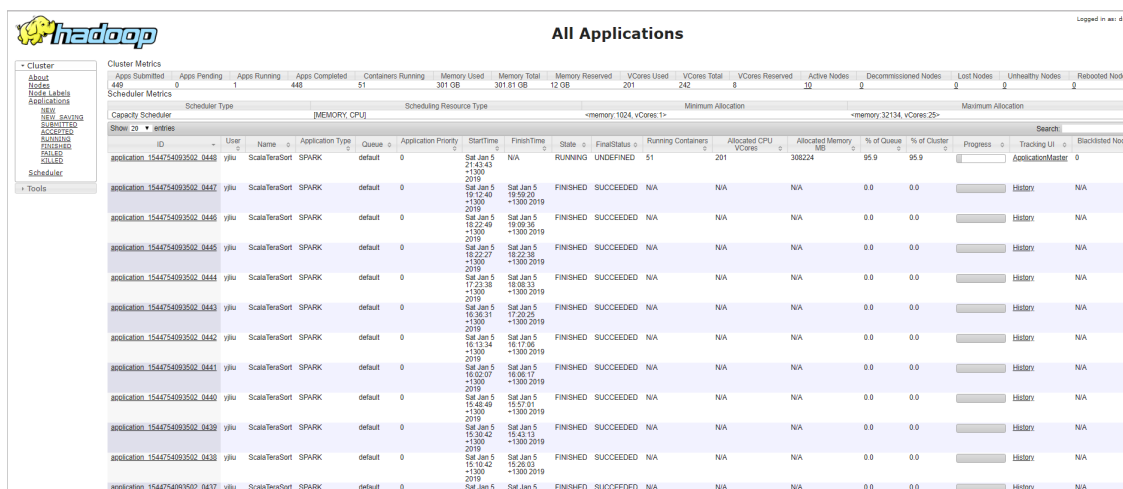 hadoop
All Applications
Logged in as: d
Cluster
About
Nodes
Node Labels
Applications
NEW
NEW_SAVING
SUBMITTED
ACCEPTED
RUNNING
FINISHED
FAILED
KILLED
Scheduler
Tools
Cluster Metrics
Apps Submitted Apps Pending Apps Running Apps Completed Containers Running Memory Used Memory Total Memory Reserved VCores Used VCores Total VCores Reserved Active Nodes Decommissioned Nodes Lost Nodes Unhealthy Nodes Rebooted Node
449 0 1 448 51 301 GB 301.81 GB 12 GB 201 242 8 10 0 0 0 0
Scheduler Metrics
Scheduler Type Scheduling Resource Type Minimum Allocation Maximum Allocation
Capacity Scheduler [MEMORY, CPU] <memory:1024, vCores:1> <memory:32134, vCores:25>
Show 20 entries Search:
ID User Name Application Type Queue Application Priority StartTime FinishTime State FinalStatus Running Containers Allocated CPU VCores Allocated Memory MB % of Queue % of Cluster Progress Tracking UI Blacklisted Nod
application_1544754093502_0448 yjliu ScalaTeraSort SPARK default 0 Sat Jan 5 21:43:43 +1300 2019 N/A RUNNING UNDEFINED 51 201 308224 95.9 95.9 ApplicationMaster 0
application_1544754093502_0447 yjliu ScalaTeraSort SPARK default 0 Sat Jan 5 19:12:40 +1300 2019 Sat Jan 5 19:59:20 +1300 2019 FINISHED SUCCEEDED N/A N/A N/A 0.0 0.0 History N/A
application_1544754093502_0446 yjliu ScalaTeraSort SPARK default 0 Sat Jan 5 18:22:49 +1300 2019 Sat Jan 5 19:09:36 +1300 2019 FINISHED SUCCEEDED N/A N/A N/A 0.0 0.0 History N/A
application_1544754093502_0445 yjliu ScalaTeraSort SPARK default 0 Sat Jan 5 18:22:27 +1300 2019 Sat Jan 5 18:22:38 +1300 2019 FINISHED SUCCEEDED N/A N/A N/A 0.0 0.0 History N/A
application_1544754093502_0444 yjliu ScalaTeraSort SPARK default 0 Sat Jan 5 17:23:38 +1300 2019 Sat Jan 5 18:08:33 +1300 2019 FINISHED SUCCEEDED N/A N/A N/A 0.0 0.0 History N/A
application_1544754093502_0443 yjliu ScalaTeraSort SPARK default 0 Sat Jan 5 16:36:31 +1300 2019 Sat Jan 5 17:20:25 +1300 2019 FINISHED SUCCEEDED N/A N/A N/A 0.0 0.0 History N/A
application_1544754093502_0442 yjliu ScalaTeraSort SPARK default 0 Sat Jan 5 16:13:34 +1300 2019 Sat Jan 5 16:17:06 +1300 2019 FINISHED SUCCEEDED N/A N/A N/A 0.0 0.0 History N/A
application_1544754093502_0441 yjliu ScalaTeraSort SPARK default 0 Sat Jan 5 16:02:07 +1300 2019 Sat Jan 5 16:06:17 +1300 2019 FINISHED SUCCEEDED N/A N/A N/A 0.0 0.0 History N/A
application_1544754093502_0440 yjliu ScalaTeraSort SPARK default 0 Sat Jan 5 15:48:49 +1300 2019 Sat Jan 5 15:57:01 +1300 2019 FINISHED SUCCEEDED N/A N/A N/A 0.0 0.0 History N/A
application_1544754093502_0439 yjliu ScalaTeraSort SPARK default 0 Sat Jan 5 15:30:42 +1300 2019 Sat Jan 5 15:43:13 +1300 2019 FINISHED SUCCEEDED N/A N/A N/A 0.0 0.0 History N/A
application_1544754093502_0438 yjliu ScalaTeraSort SPARK default 0 Sat Jan 5 15:10:42 +1300 2019 Sat Jan 5 15:26:03 +1300 2019 FINISHED SUCCEEDED N/A N/A N/A 0.0 0.0 History N/A
application_1544754093502_0437 yjliu ScalaTeraSort SPARK default 0 Sat Jan 5 Sat Jan 5 FINISHED SUCCEEDED N/A N/A N/A 0.0 0.0 History N/A